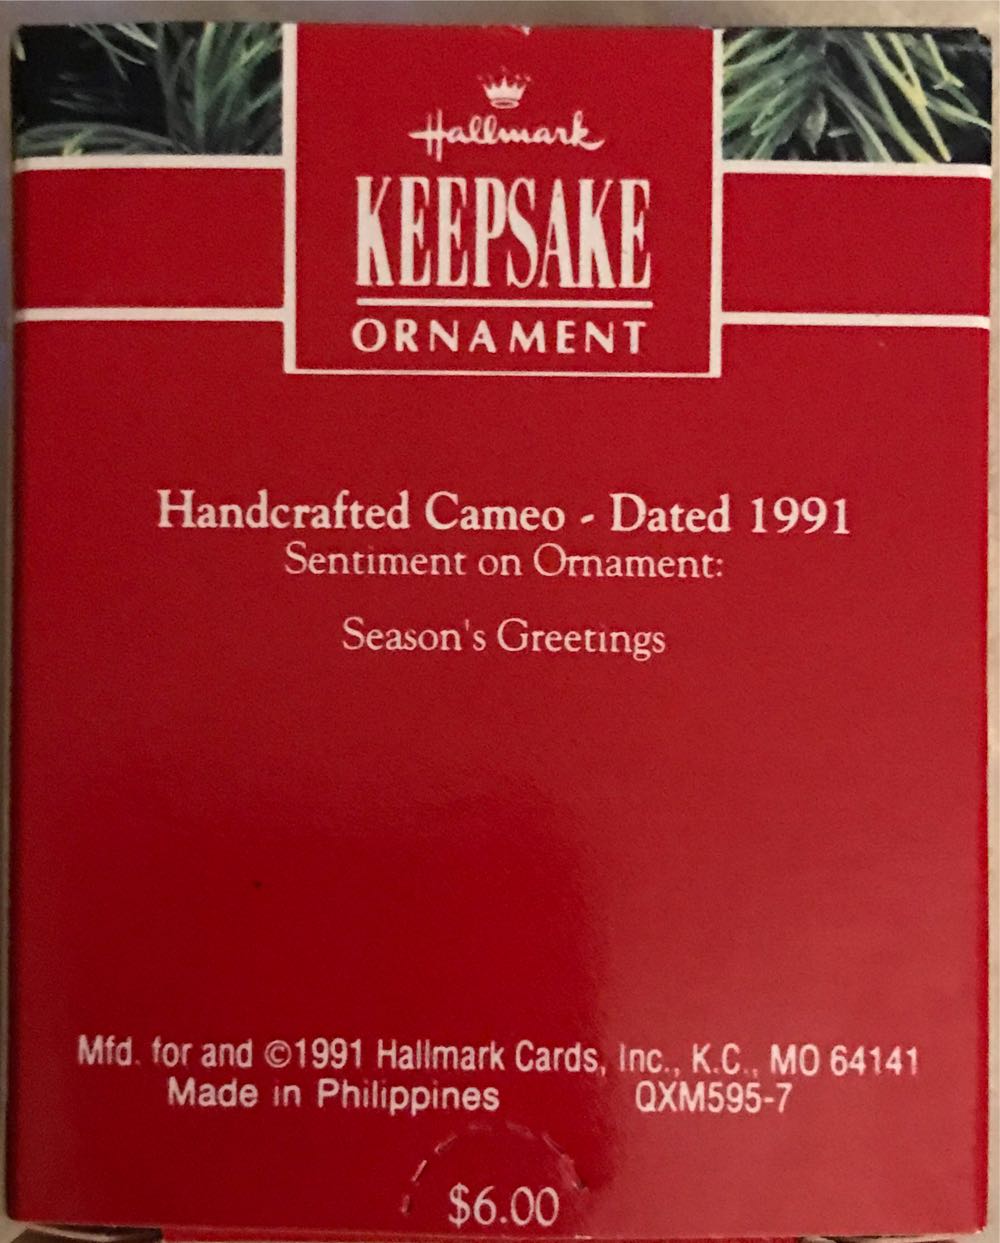 Hallmark
KEEPSAKE
ORNAMENT
Handcrafted Cameo - Dated 1991
Sentiment on Ornament:
Season's Greetings
Mfd. for and ©1991 Hallmark Cards, Inc., K.C., MO 64141
Made in Philippines QXM595-7
$6.00